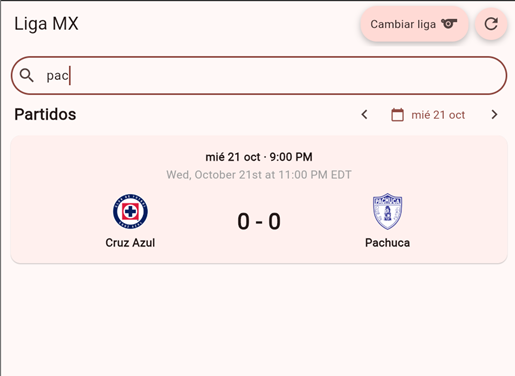 Liga MX
Cambiar liga
pac
Partidos
mié 21 oct
mié 21 oct · 9:00 PM
Wed, October 21st at 11:00 PM EDT
0 - 0
Cruz Azul
PACHUCA
Pachuca